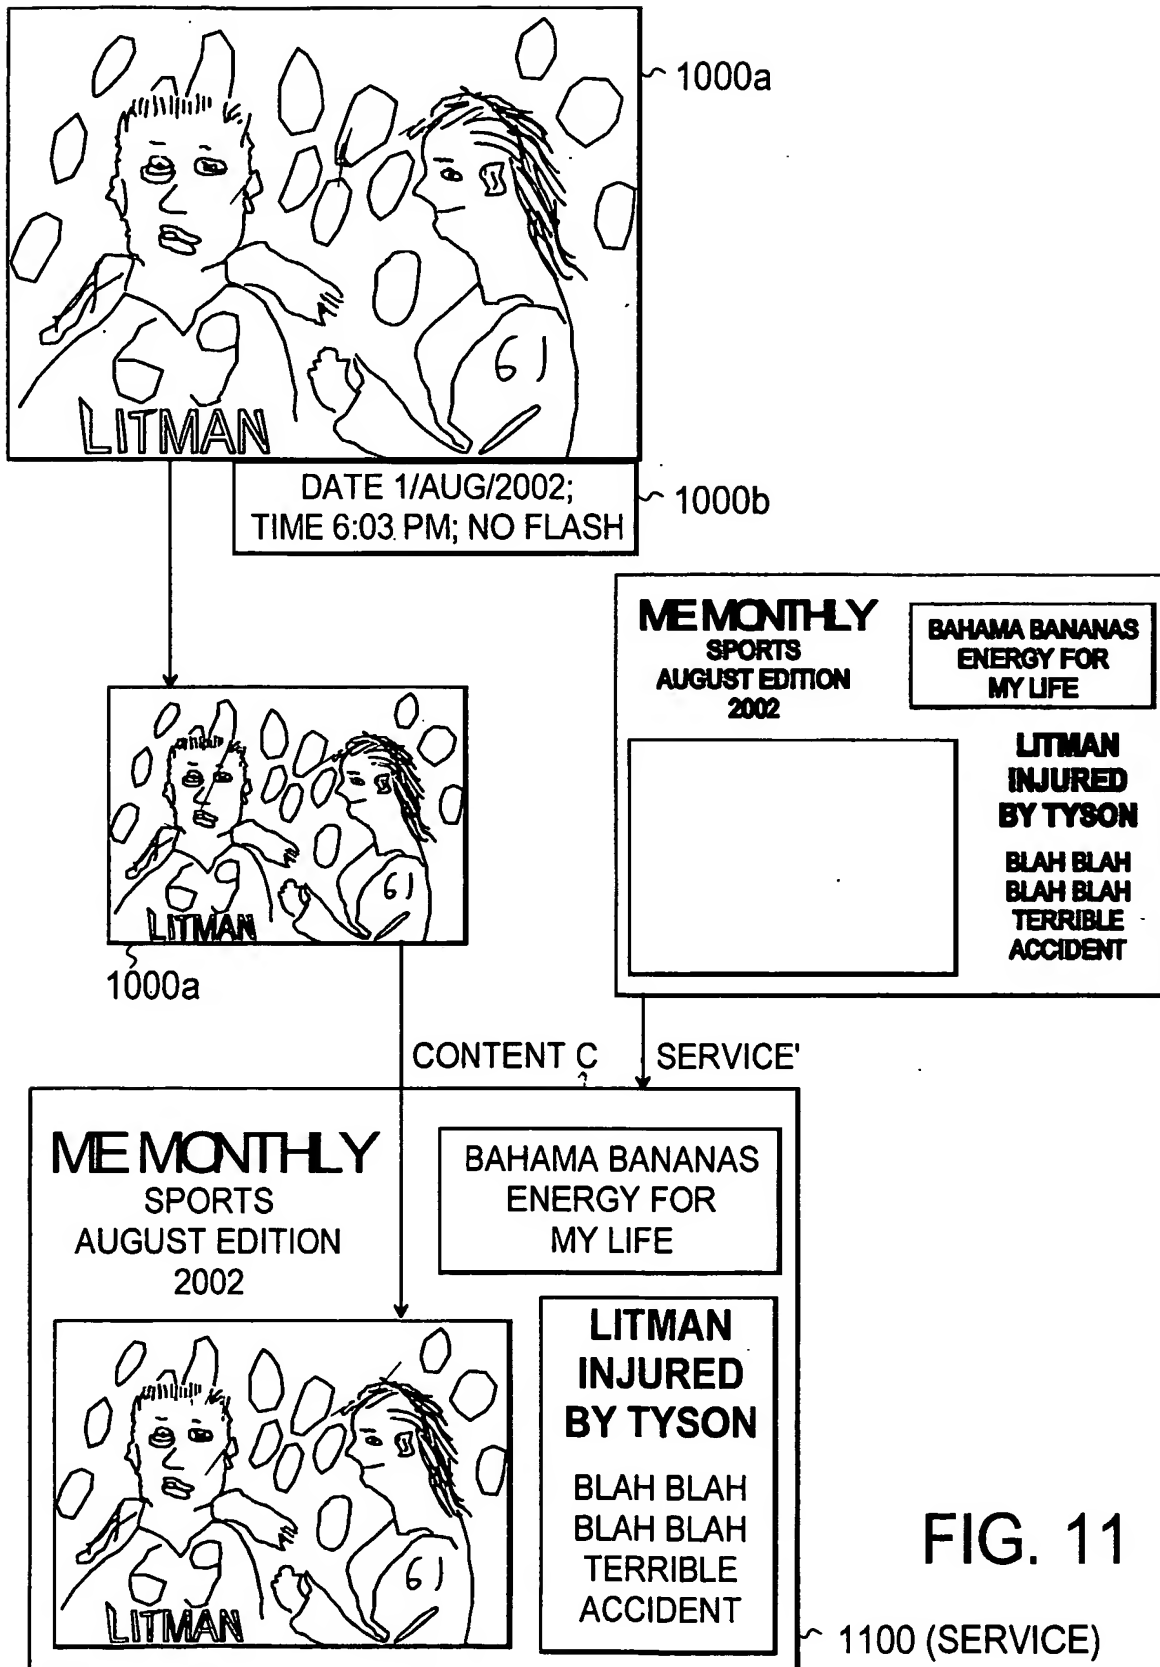 1000a
61
LITMAN
DATE 1/AUG/2002;
TIME 6:03 PM; NO FLASH
1000b
ME MONTHLY
SPORTS
AUGUST EDITION
2002
BAHAMA BANANAS
ENERGY FOR
MY LIFE
LITMAN
INJURED
BY TYSON
BLAH BLAH
BLAH BLAH
TERRIBLE
ACCIDENT
61
LITMAN
1000a
CONTENT C
SERVICE'
ME MONTHLY
SPORTS
AUGUST EDITION
2002
BAHAMA BANANAS
ENERGY FOR
MY LIFE
61
LITMAN
LITMAN
INJURED
BY TYSON
BLAH BLAH
BLAH BLAH
TERRIBLE
ACCIDENT
FIG. 11
1100 (SERVICE)